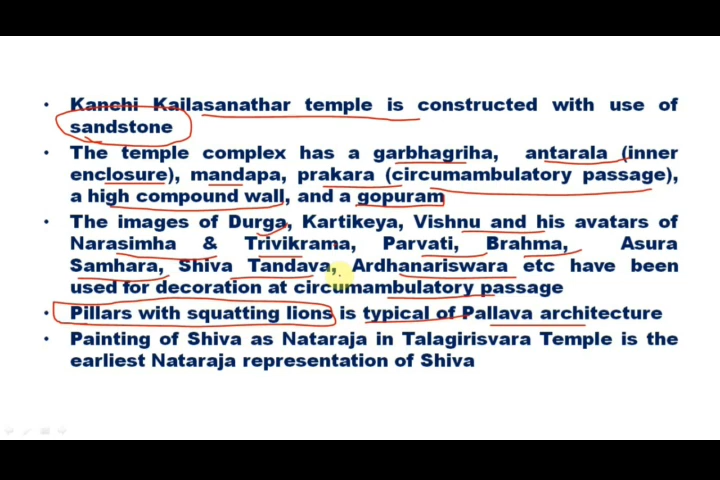 • Kanchi Kailasanathar temple is constructed with use of
sandstone
• The temple complex has a garbhagriha, antarala (inner
enclosure), mandapa, prakara (circumambulatory passage),
a high compound wall, and a gopuram
• The images of Durga, Kartikeya, Vishnu and his avatars of
Narasimha & Trivikrama, Parvati, Brahma, Asura
Samhara, Shiva Tandava, Ardhanariswara etc have been
used for decoration at circumambulatory passage
• Pillars with squatting lions is typical of Pallava architecture
• Painting of Shiva as Nataraja in Talagirisvara Temple is the
earliest Nataraja representation of Shiva